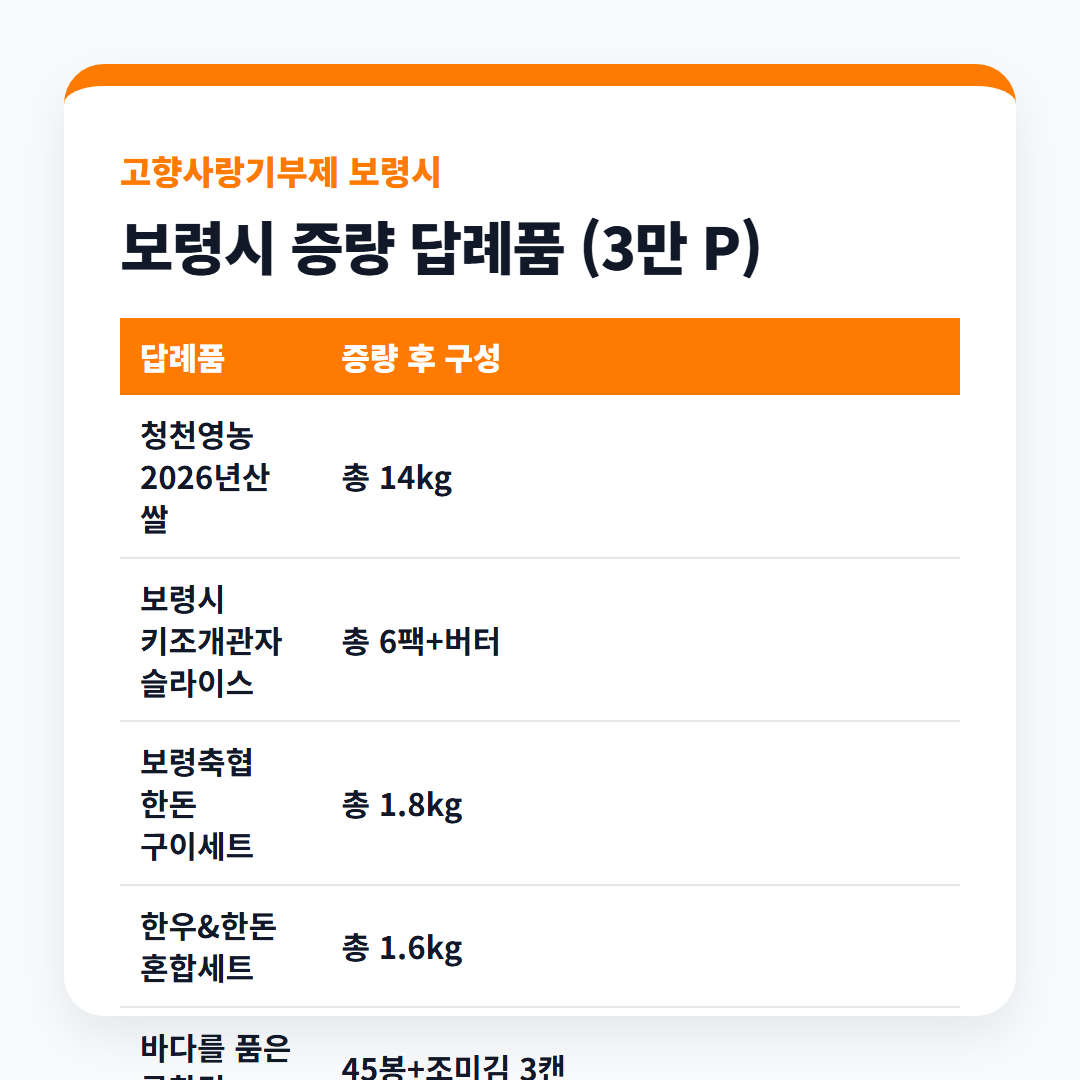 고향사랑기부제 보령시
보령시 증량 답례품 (3만 P)
답례품 증량 후 구성
청천영농
2026년산
쌀
총 14kg
보령시
키조개관자
슬라이스
총 6팩+버터
보령축협
한돈
구이세트
총 1.8kg
한우&한돈
혼합세트
총 1.6kg
바다를 품은
45봉+조미김 3캔